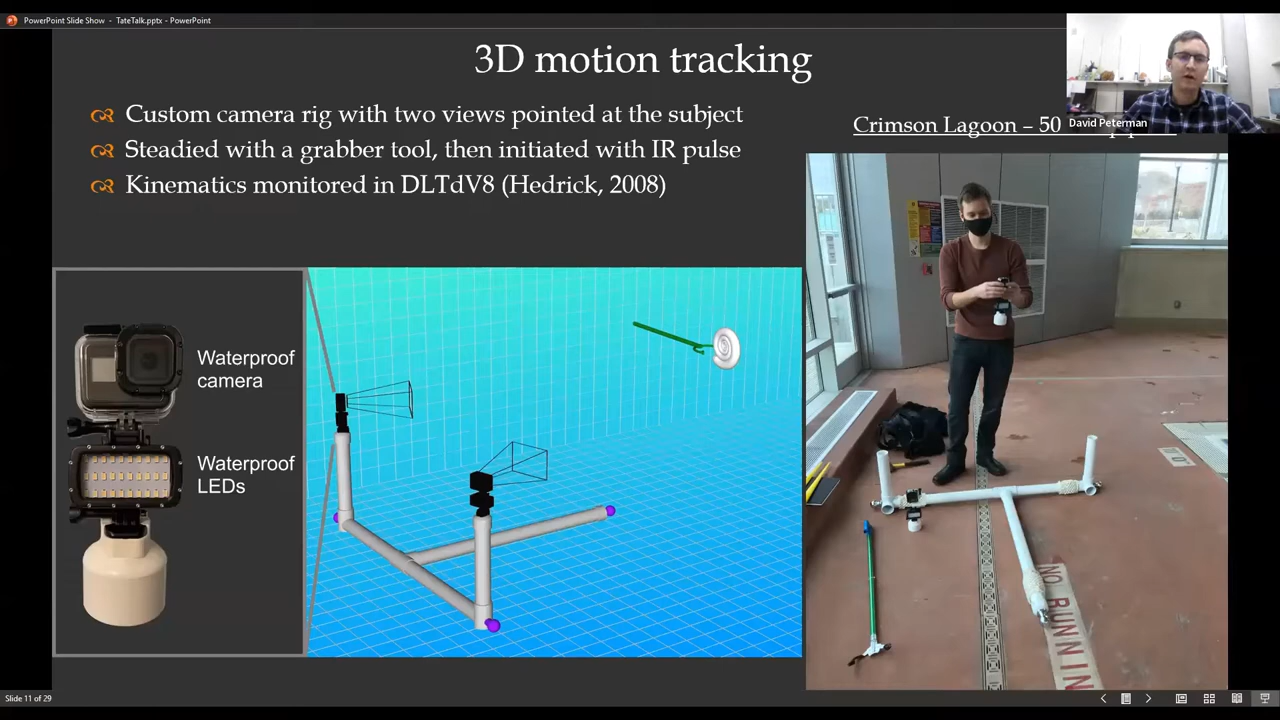 PowerPoint Slide Show - TateTalk.pptx - PowerPoint
3D motion tracking
Custom camera rig with two views pointed at the subject
Steadied with a grabber tool, then initiated with IR pulse
Kinematics monitored in DLTdV8 (Hedrick, 2008)
David Peterman
Crimson Lagoon – 50
Waterproof
camera
Waterproof
LEDs
NO RUNNIN
Slide 11 of 29